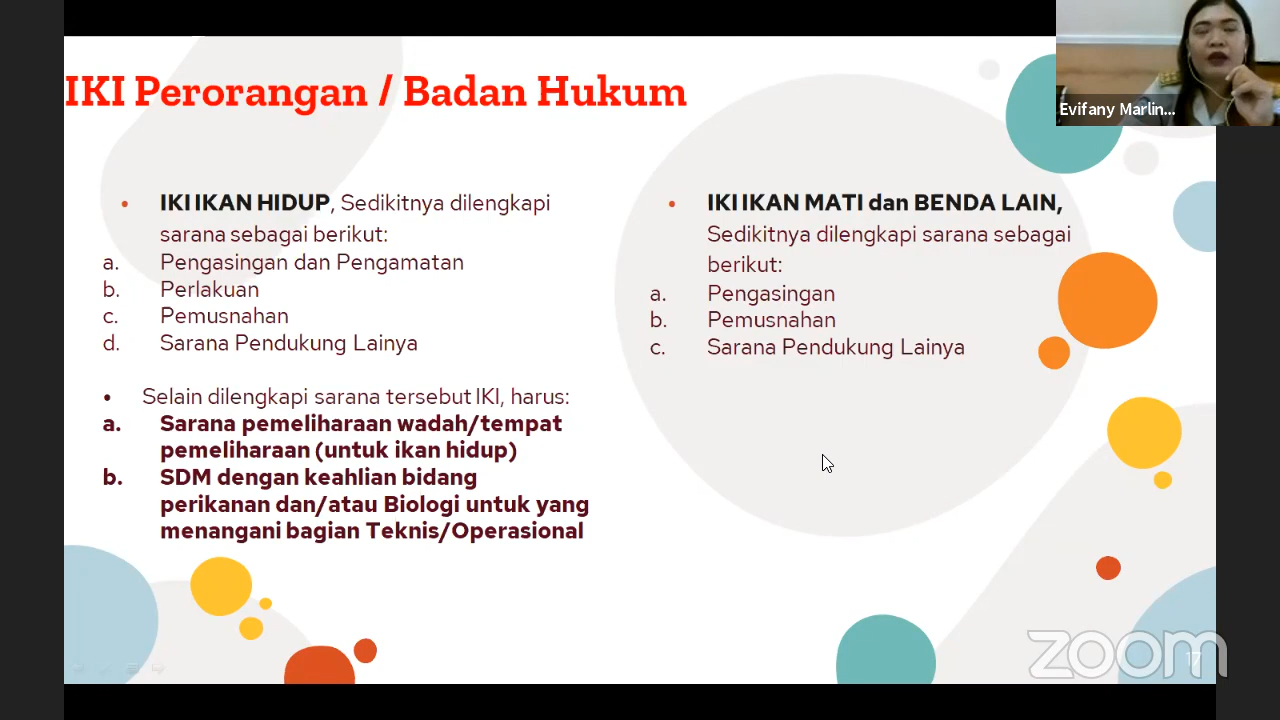 IKI Perorangan / Badan Hukum
Evifany Marlin...
• IKI IKAN HIDUP, Sedikitnya dilengkapi
sarana sebagai berikut:
a. Pengasingan dan Pengamatan
b. Perlakuan
c. Pemusnahan
d. Sarana Pendukung Lainya
• Selain dilengkapi sarana tersebut IKI, harus:
a. Sarana pemeliharaan wadah/tempat
pemeliharaan (untuk ikan hidup)
b. SDM dengan keahlian bidang
perikanan dan/atau Biologi untuk yang
menangani bagian Teknis/Operasional
• IKI IKAN MATI dan BENDA LAIN,
Sedikitnya dilengkapi sarana sebagai
berikut:
a. Pengasingan
b. Pemusnahan
c. Sarana Pendukung Lainya
zoom
17